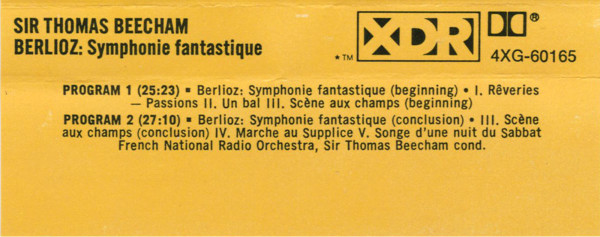 SIR THOMAS BEECHAM
BERLIOZ: Symphonie fantastique
*™ XDR ®
4XG-60165
PROGRAM 1 (25:23) ▪ Berlioz: Symphonie fantastique (beginning) • I. Rêveries
— Passions II. Un bal III. Scène aux champs (beginning)
PROGRAM 2 (27:10) ▪ Berlioz: Symphonie fantastique (conclusion) • III. Scène
aux champs (conclusion) IV. Marche au Supplice V. Songe d'une nuit du Sabbat
French National Radio Orchestra, Sir Thomas Beecham cond.